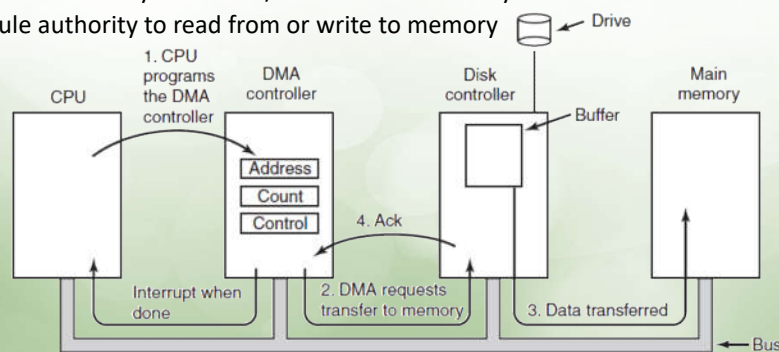 ule authority to read from or write to memory
Drive
1. CPU
programs
the DMA
controller
CPU
DMA
controller
Disk
controller
Main
memory
Buffer
Address
Count
Control
4. Ack
Interrupt when
done
2. DMA requests
transfer to memory
3. Data transferred
Bus